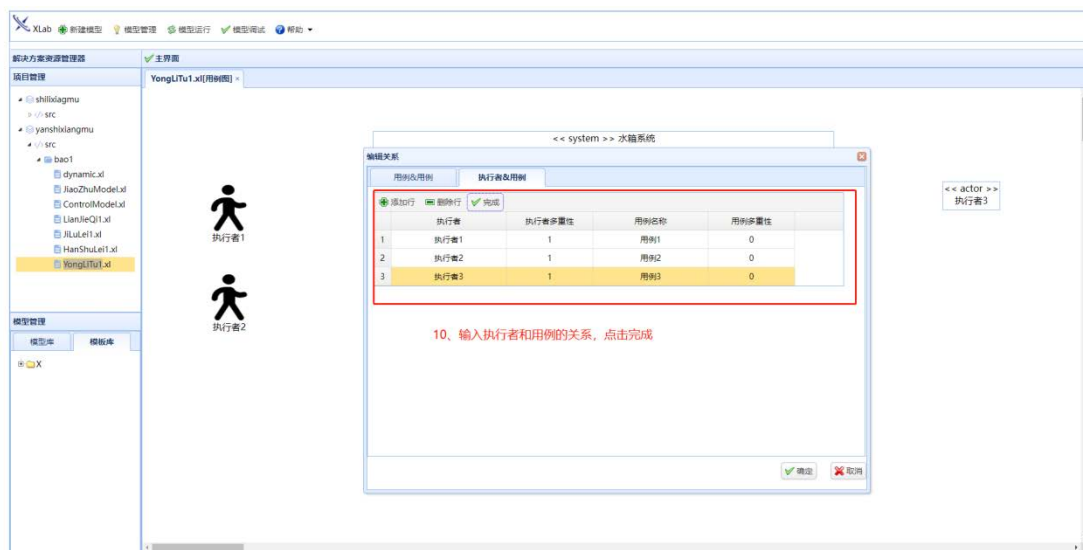 XLab 新建模型 模型管理 模型运行 模型调试 帮助
解决方案资源管理器
主界面
项目管理
YongLiTu1.xl[用例图] ×
shilixiagmu
src
yanshixiangmu
src
bao1
dynamic.xl
JiaoZhuModel.xl
ControlModel.xl
LianJieQi1.xl
JiLuLei1.xl
HanShuLei1.xl
YongLiTu1.xl
模型管理
模型库 模板库
X
执行者1
执行者2
<< system >> 水箱系统
<< actor >>
执行者3
编辑关系
用例&用例 执行者&用例
添加行 删除行 完成
执行者 执行者多重性 用例名称 用例多重性
1 执行者1 1 用例1 0
2 执行者2 1 用例2 0
3 执行者3 1 用例3 0
10、输入执行者和用例的关系，点击完成
确定 取消